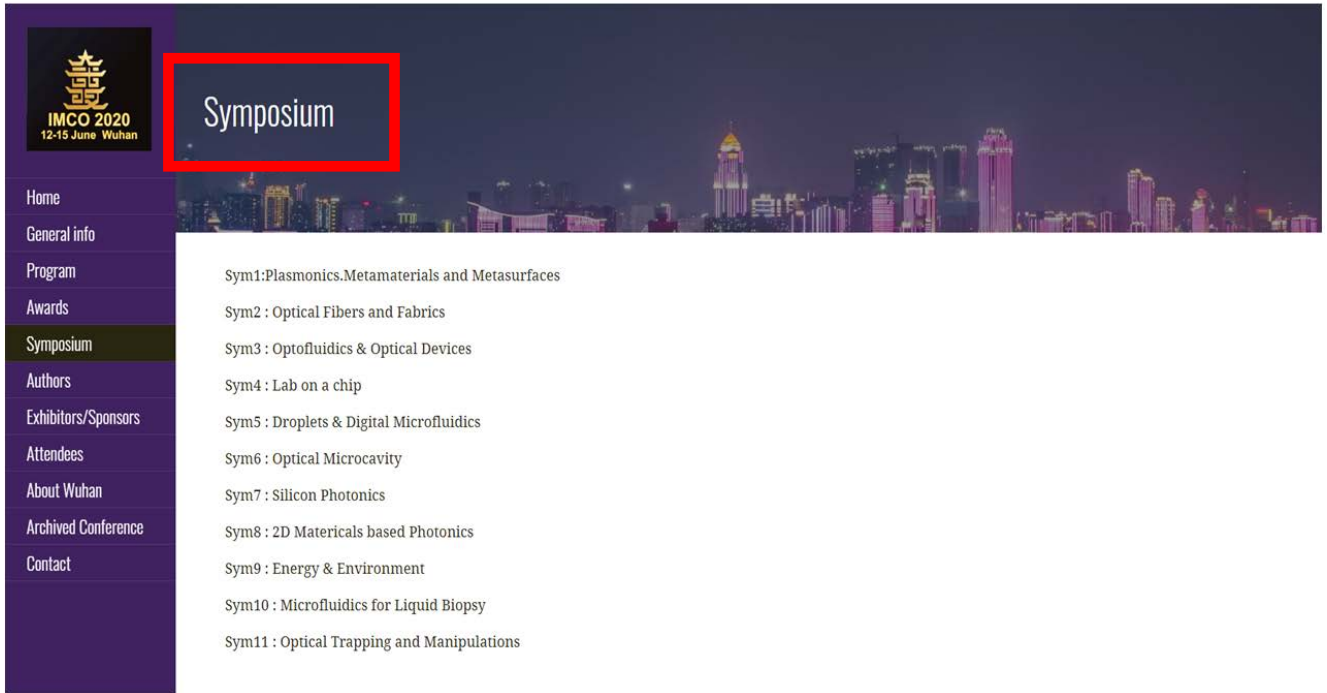 IMCO 2020
12-15 June Wuhan
Home
General info
Program
Awards
Symposium
Authors
Exhibitors/Sponsors
Attendees
About Wuhan
Archived Conference
Contact
Symposium
Sym1:Plasmonics.Metamaterials and Metasurfaces
Sym2 : Optical Fibers and Fabrics
Sym3 : Optofluidics & Optical Devices
Sym4 : Lab on a chip
Sym5 : Droplets & Digital Microfluidics
Sym6 : Optical Microcavity
Sym7 : Silicon Photonics
Sym8 : 2D Matericals based Photonics
Sym9 : Energy & Environment
Sym10 : Microfluidics for Liquid Biopsy
Sym11 : Optical Trapping and Manipulations